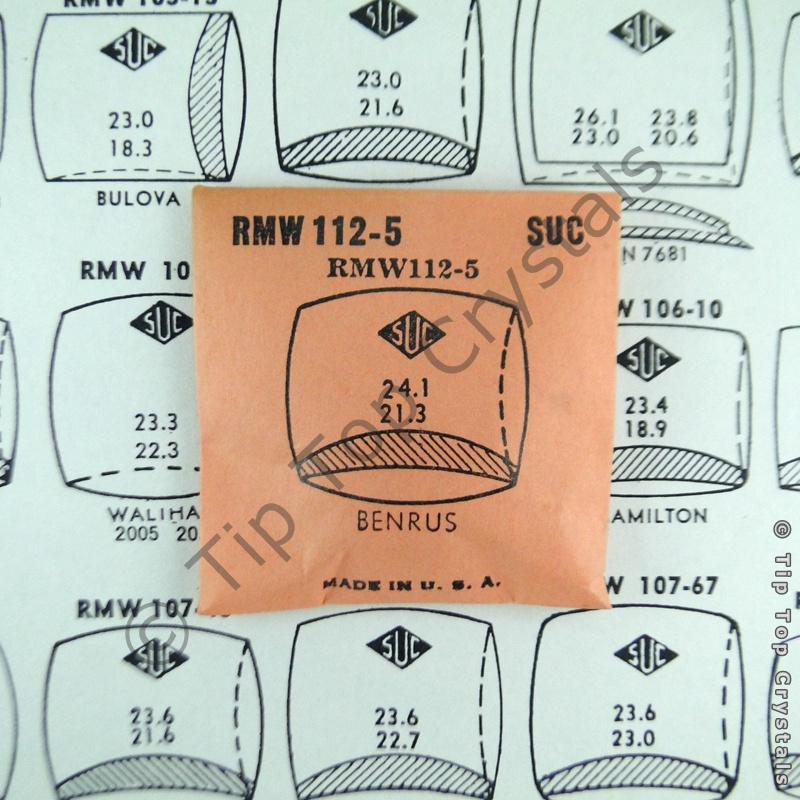 SUC
23.0
18.3
BULOVA
SUC
23.0
21.6
SUC
26.1 23.8
23.0 20.6
N 7681
RMW 112-5 SUC
RMW112-5
SUC
24.1
21.3
BENRUS
MADE IN U. S. A.
RMW 10
SUC
23.3
22.3
WALTHA
2005 20
W 106-10
SUC
23.4
18.9
AMILTON
RMW 107-
SUC
23.6
21.6
SUC
23.6
22.7
W 107-67
SUC
23.6
23.0
© Tip Top Crystals
© Tip Top Crystals